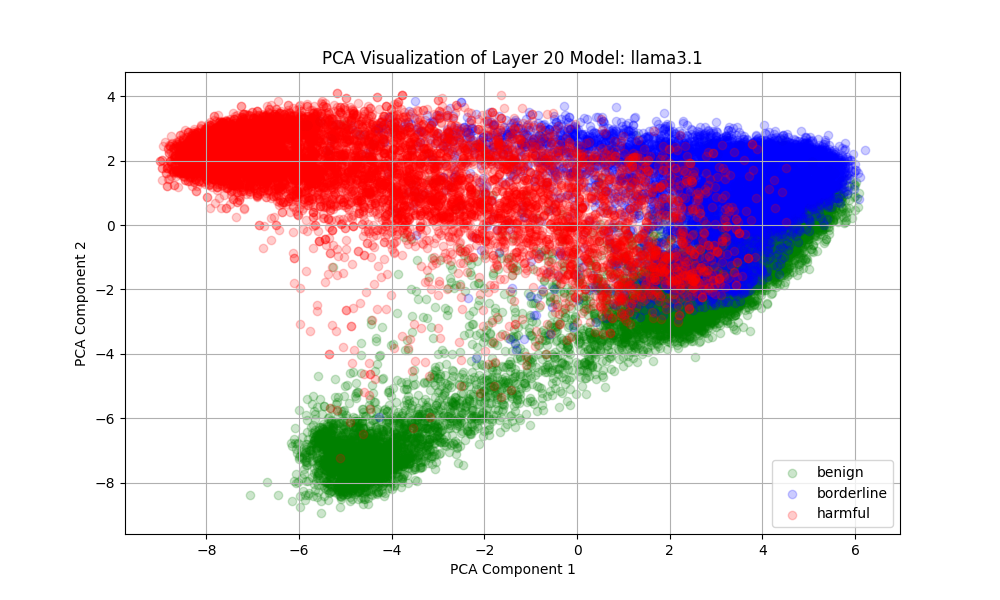 PCA Visualization of Layer 20 Model: llama3.1
4
2
0
−2
−4
−6
−8
PCA Component 2
−8 −6 −4 −2 0 2 4 6
PCA Component 1
benign
borderline
harmful